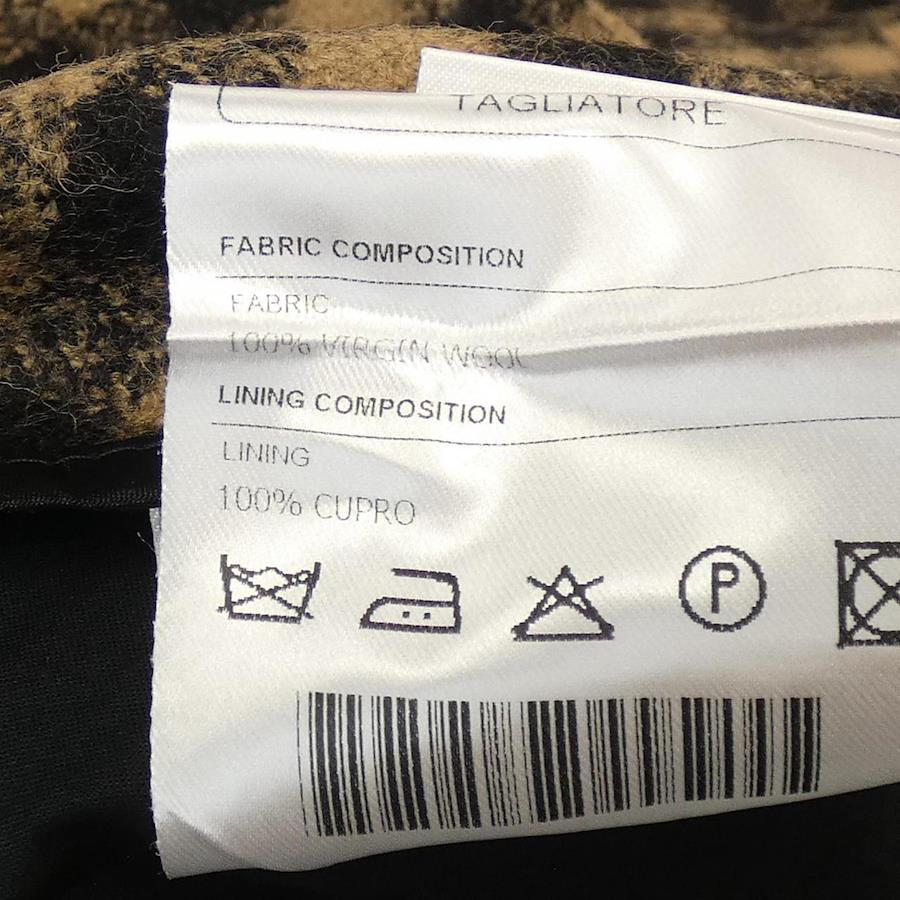 TAGLIATORE
FABRIC COMPOSITION
FABRIC
100% VIRGIN WOOL
LINING COMPOSITION
LINING
100% CUPRO
P